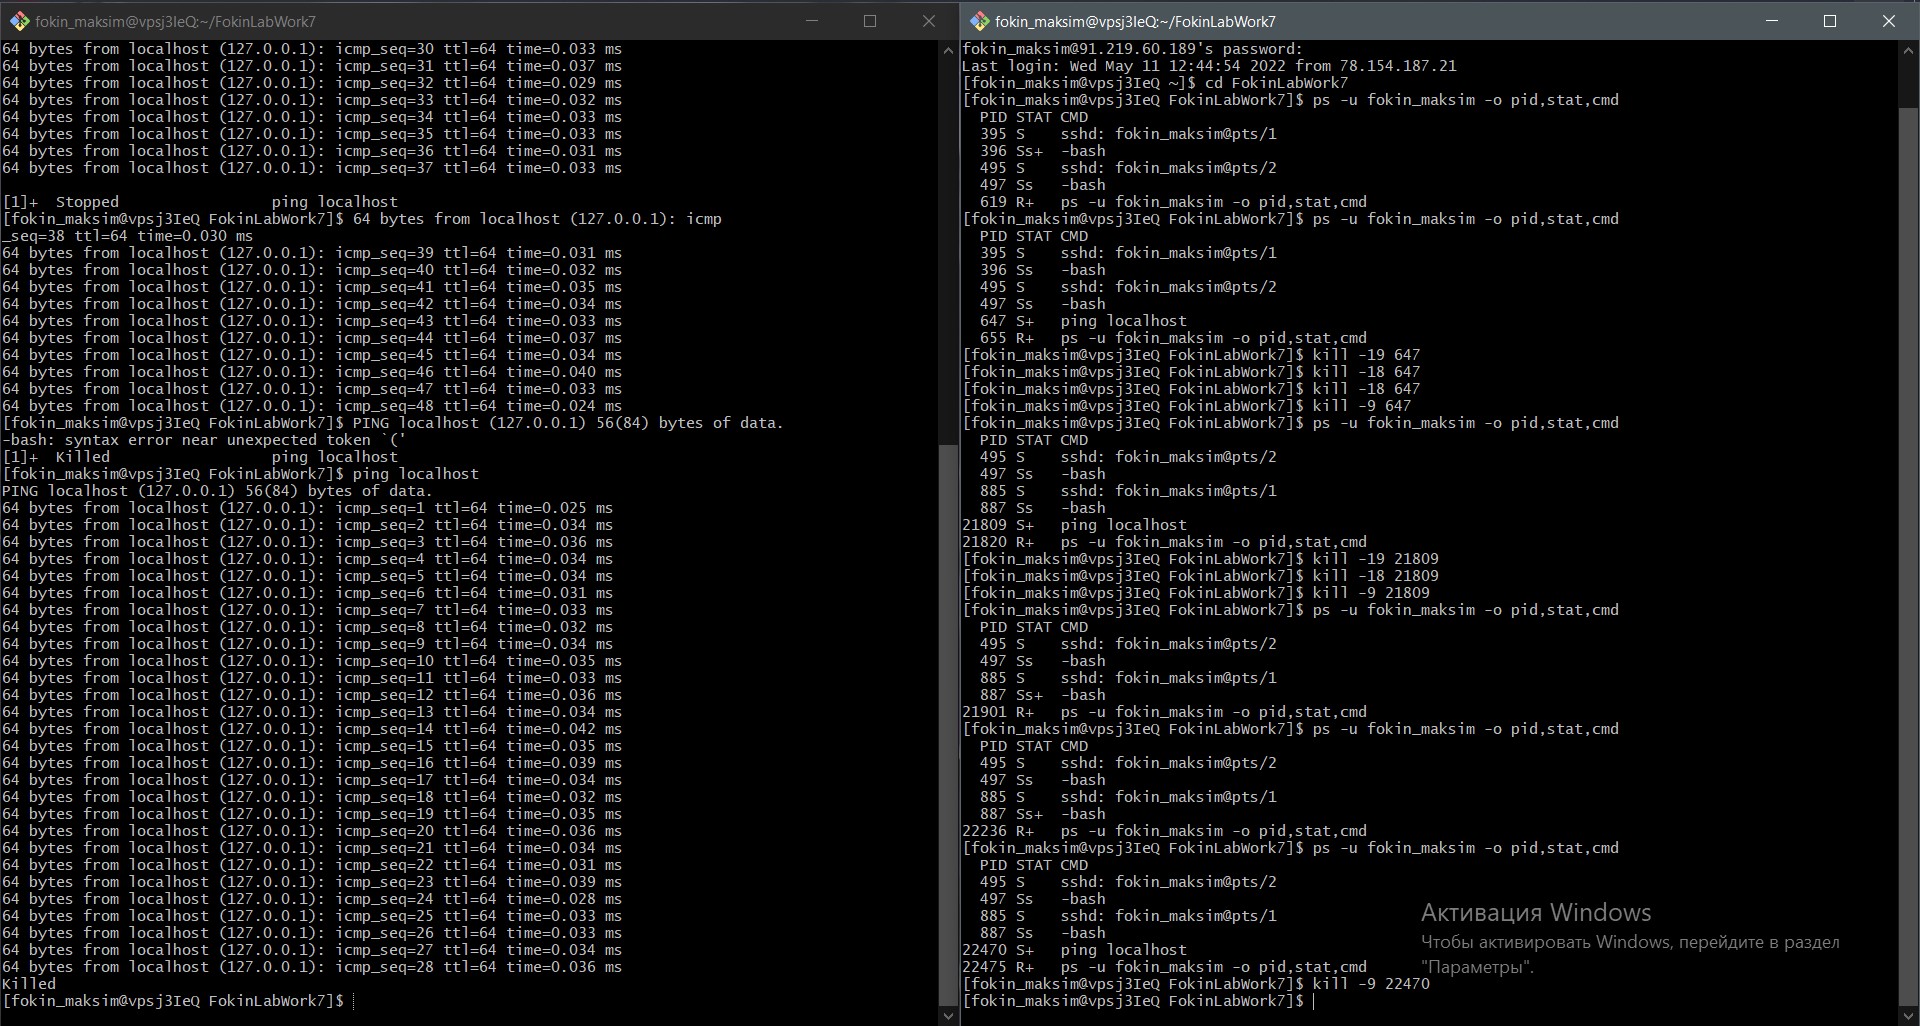 fokin_maksim@vpsj3IeQ:~/FokinLabWork7
64 bytes from localhost (127.0.0.1): icmp_seq=30 ttl=64 time=0.033 ms
64 bytes from localhost (127.0.0.1): icmp_seq=31 ttl=64 time=0.037 ms
64 bytes from localhost (127.0.0.1): icmp_seq=32 ttl=64 time=0.029 ms
64 bytes from localhost (127.0.0.1): icmp_seq=33 ttl=64 time=0.032 ms
64 bytes from localhost (127.0.0.1): icmp_seq=34 ttl=64 time=0.033 ms
64 bytes from localhost (127.0.0.1): icmp_seq=35 ttl=64 time=0.033 ms
64 bytes from localhost (127.0.0.1): icmp_seq=36 ttl=64 time=0.031 ms
64 bytes from localhost (127.0.0.1): icmp_seq=37 ttl=64 time=0.033 ms
[1]+  Stopped                 ping localhost
[fokin_maksim@vpsj3IeQ FokinLabWork7]$ 64 bytes from localhost (127.0.0.1): icmp
_seq=38 ttl=64 time=0.030 ms
64 bytes from localhost (127.0.0.1): icmp_seq=39 ttl=64 time=0.031 ms
64 bytes from localhost (127.0.0.1): icmp_seq=40 ttl=64 time=0.032 ms
64 bytes from localhost (127.0.0.1): icmp_seq=41 ttl=64 time=0.035 ms
64 bytes from localhost (127.0.0.1): icmp_seq=42 ttl=64 time=0.034 ms
64 bytes from localhost (127.0.0.1): icmp_seq=43 ttl=64 time=0.033 ms
64 bytes from localhost (127.0.0.1): icmp_seq=44 ttl=64 time=0.037 ms
64 bytes from localhost (127.0.0.1): icmp_seq=45 ttl=64 time=0.034 ms
64 bytes from localhost (127.0.0.1): icmp_seq=46 ttl=64 time=0.040 ms
64 bytes from localhost (127.0.0.1): icmp_seq=47 ttl=64 time=0.033 ms
64 bytes from localhost (127.0.0.1): icmp_seq=48 ttl=64 time=0.024 ms
[fokin_maksim@vpsj3IeQ FokinLabWork7]$ PING localhost (127.0.0.1) 56(84) bytes of data.
-bash: syntax error near unexpected token `('
[1]+  Killed                  ping localhost
[fokin_maksim@vpsj3IeQ FokinLabWork7]$ ping localhost
PING localhost (127.0.0.1) 56(84) bytes of data.
64 bytes from localhost (127.0.0.1): icmp_seq=1 ttl=64 time=0.025 ms
64 bytes from localhost (127.0.0.1): icmp_seq=2 ttl=64 time=0.034 ms
64 bytes from localhost (127.0.0.1): icmp_seq=3 ttl=64 time=0.036 ms
64 bytes from localhost (127.0.0.1): icmp_seq=4 ttl=64 time=0.034 ms
64 bytes from localhost (127.0.0.1): icmp_seq=5 ttl=64 time=0.034 ms
64 bytes from localhost (127.0.0.1): icmp_seq=6 ttl=64 time=0.031 ms
64 bytes from localhost (127.0.0.1): icmp_seq=7 ttl=64 time=0.033 ms
64 bytes from localhost (127.0.0.1): icmp_seq=8 ttl=64 time=0.032 ms
64 bytes from localhost (127.0.0.1): icmp_seq=9 ttl=64 time=0.034 ms
64 bytes from localhost (127.0.0.1): icmp_seq=10 ttl=64 time=0.035 ms
64 bytes from localhost (127.0.0.1): icmp_seq=11 ttl=64 time=0.033 ms
64 bytes from localhost (127.0.0.1): icmp_seq=12 ttl=64 time=0.036 ms
64 bytes from localhost (127.0.0.1): icmp_seq=13 ttl=64 time=0.034 ms
64 bytes from localhost (127.0.0.1): icmp_seq=14 ttl=64 time=0.042 ms
64 bytes from localhost (127.0.0.1): icmp_seq=15 ttl=64 time=0.035 ms
64 bytes from localhost (127.0.0.1): icmp_seq=16 ttl=64 time=0.039 ms
64 bytes from localhost (127.0.0.1): icmp_seq=17 ttl=64 time=0.034 ms
64 bytes from localhost (127.0.0.1): icmp_seq=18 ttl=64 time=0.032 ms
64 bytes from localhost (127.0.0.1): icmp_seq=19 ttl=64 time=0.035 ms
64 bytes from localhost (127.0.0.1): icmp_seq=20 ttl=64 time=0.036 ms
64 bytes from localhost (127.0.0.1): icmp_seq=21 ttl=64 time=0.034 ms
64 bytes from localhost (127.0.0.1): icmp_seq=22 ttl=64 time=0.031 ms
64 bytes from localhost (127.0.0.1): icmp_seq=23 ttl=64 time=0.039 ms
64 bytes from localhost (127.0.0.1): icmp_seq=24 ttl=64 time=0.028 ms
64 bytes from localhost (127.0.0.1): icmp_seq=25 ttl=64 time=0.033 ms
64 bytes from localhost (127.0.0.1): icmp_seq=26 ttl=64 time=0.033 ms
64 bytes from localhost (127.0.0.1): icmp_seq=27 ttl=64 time=0.034 ms
64 bytes from localhost (127.0.0.1): icmp_seq=28 ttl=64 time=0.036 ms
Killed
[fokin_maksim@vpsj3IeQ FokinLabWork7]$
fokin_maksim@vpsj3IeQ:~/FokinLabWork7
fokin_maksim@91.219.60.189's password:
Last login: Wed May 11 12:44:54 2022 from 78.154.187.21
[fokin_maksim@vpsj3IeQ ~]$ cd FokinLabWork7
[fokin_maksim@vpsj3IeQ FokinLabWork7]$ ps -u fokin_maksim -o pid,stat,cmd
  PID STAT CMD
  395 S    sshd: fokin_maksim@pts/1
  396 Ss+  -bash
  495 S    sshd: fokin_maksim@pts/2
  497 Ss   -bash
  619 R+   ps -u fokin_maksim -o pid,stat,cmd
[fokin_maksim@vpsj3IeQ FokinLabWork7]$ ps -u fokin_maksim -o pid,stat,cmd
  PID STAT CMD
  395 S    sshd: fokin_maksim@pts/1
  396 Ss   -bash
  495 S    sshd: fokin_maksim@pts/2
  497 Ss   -bash
  647 S+   ping localhost
  655 R+   ps -u fokin_maksim -o pid,stat,cmd
[fokin_maksim@vpsj3IeQ FokinLabWork7]$ kill -19 647
[fokin_maksim@vpsj3IeQ FokinLabWork7]$ kill -18 647
[fokin_maksim@vpsj3IeQ FokinLabWork7]$ kill -18 647
[fokin_maksim@vpsj3IeQ FokinLabWork7]$ kill -9 647
[fokin_maksim@vpsj3IeQ FokinLabWork7]$ ps -u fokin_maksim -o pid,stat,cmd
  PID STAT CMD
  495 S    sshd: fokin_maksim@pts/2
  497 Ss   -bash
  885 S    sshd: fokin_maksim@pts/1
  887 Ss   -bash
21809 S+   ping localhost
21820 R+   ps -u fokin_maksim -o pid,stat,cmd
[fokin_maksim@vpsj3IeQ FokinLabWork7]$ kill -19 21809
[fokin_maksim@vpsj3IeQ FokinLabWork7]$ kill -18 21809
[fokin_maksim@vpsj3IeQ FokinLabWork7]$ kill -9 21809
[fokin_maksim@vpsj3IeQ FokinLabWork7]$ ps -u fokin_maksim -o pid,stat,cmd
  PID STAT CMD
  495 S    sshd: fokin_maksim@pts/2
  497 Ss   -bash
  885 S    sshd: fokin_maksim@pts/1
  887 Ss+  -bash
21901 R+   ps -u fokin_maksim -o pid,stat,cmd
[fokin_maksim@vpsj3IeQ FokinLabWork7]$ ps -u fokin_maksim -o pid,stat,cmd
  PID STAT CMD
  495 S    sshd: fokin_maksim@pts/2
  497 Ss   -bash
  885 S    sshd: fokin_maksim@pts/1
  887 Ss+  -bash
22236 R+   ps -u fokin_maksim -o pid,stat,cmd
[fokin_maksim@vpsj3IeQ FokinLabWork7]$ ps -u fokin_maksim -o pid,stat,cmd
  PID STAT CMD
  495 S    sshd: fokin_maksim@pts/2
  497 Ss   -bash
  885 S    sshd: fokin_maksim@pts/1
  887 Ss   -bash
22470 S+   ping localhost
22475 R+   ps -u fokin_maksim -o pid,stat,cmd
[fokin_maksim@vpsj3IeQ FokinLabWork7]$ kill -9 22470
[fokin_maksim@vpsj3IeQ FokinLabWork7]$
Активация Windows
Чтобы активировать Windows, перейдите в раздел
"Параметры".